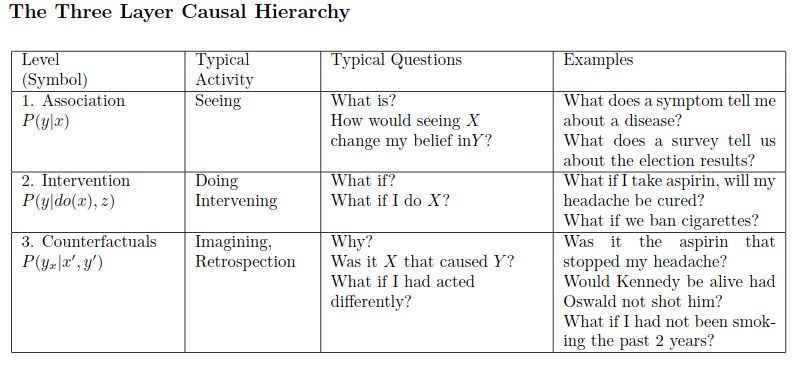 The Three Layer Causal Hierarchy
Level
(Symbol)
Typical
Activity
Typical Questions
Examples
1. Association
P(y|x)
Seeing
What is?
How would seeing X
change my belief inY?
What does a symptom tell me
about a disease?
What does a survey tell us
about the election results?
2. Intervention
P(y|do(x), z)
Doing
Intervening
What if?
What if I do X?
What if I take aspirin, will my
headache be cured?
What if we ban cigarettes?
3. Counterfactuals
P(yₓ|x′, y′)
Imagining,
Retrospection
Why?
Was it X that caused Y?
What if I had acted
differently?
Was it the aspirin that
stopped my headache?
Would Kennedy be alive had
Oswald not shot him?
What if I had not been smok-
ing the past 2 years?